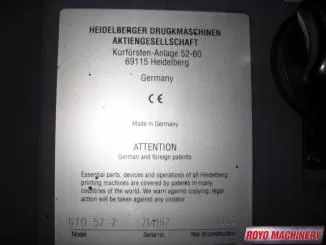 HEIDELBERGER DRUCKMASCHINEN
AKTIENGESELLSCHAFT
Kurfürsten-Anlage 52-60
69115 Heidelberg
Germany
CE
Made in Germany
ATTENTION
German and foreign patents
Essential parts, devices and operations of all Heidelberg
printing machines are covered by patents in many
countries of the world. We warn against copying; legal
action will be taken against any violator
GTO 52-2
Model
Serial no.
Year of construction
ROYO MACHINERY